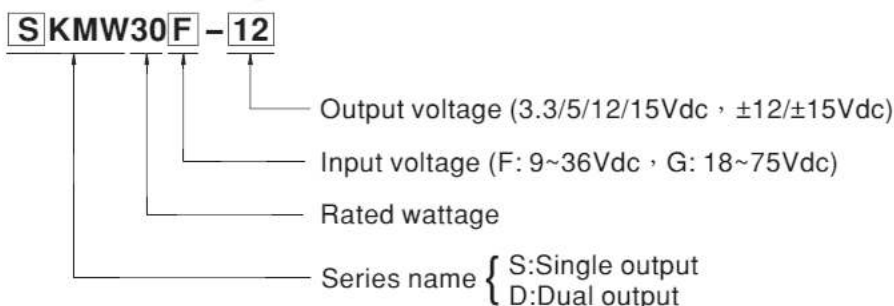 SKMW30F-12
Output voltage (3.3/5/12/15Vdc，±12/±15Vdc)
Input voltage (F: 9~36Vdc，G: 18~75Vdc)
Rated wattage
Series name { S:Single output
D:Dual output